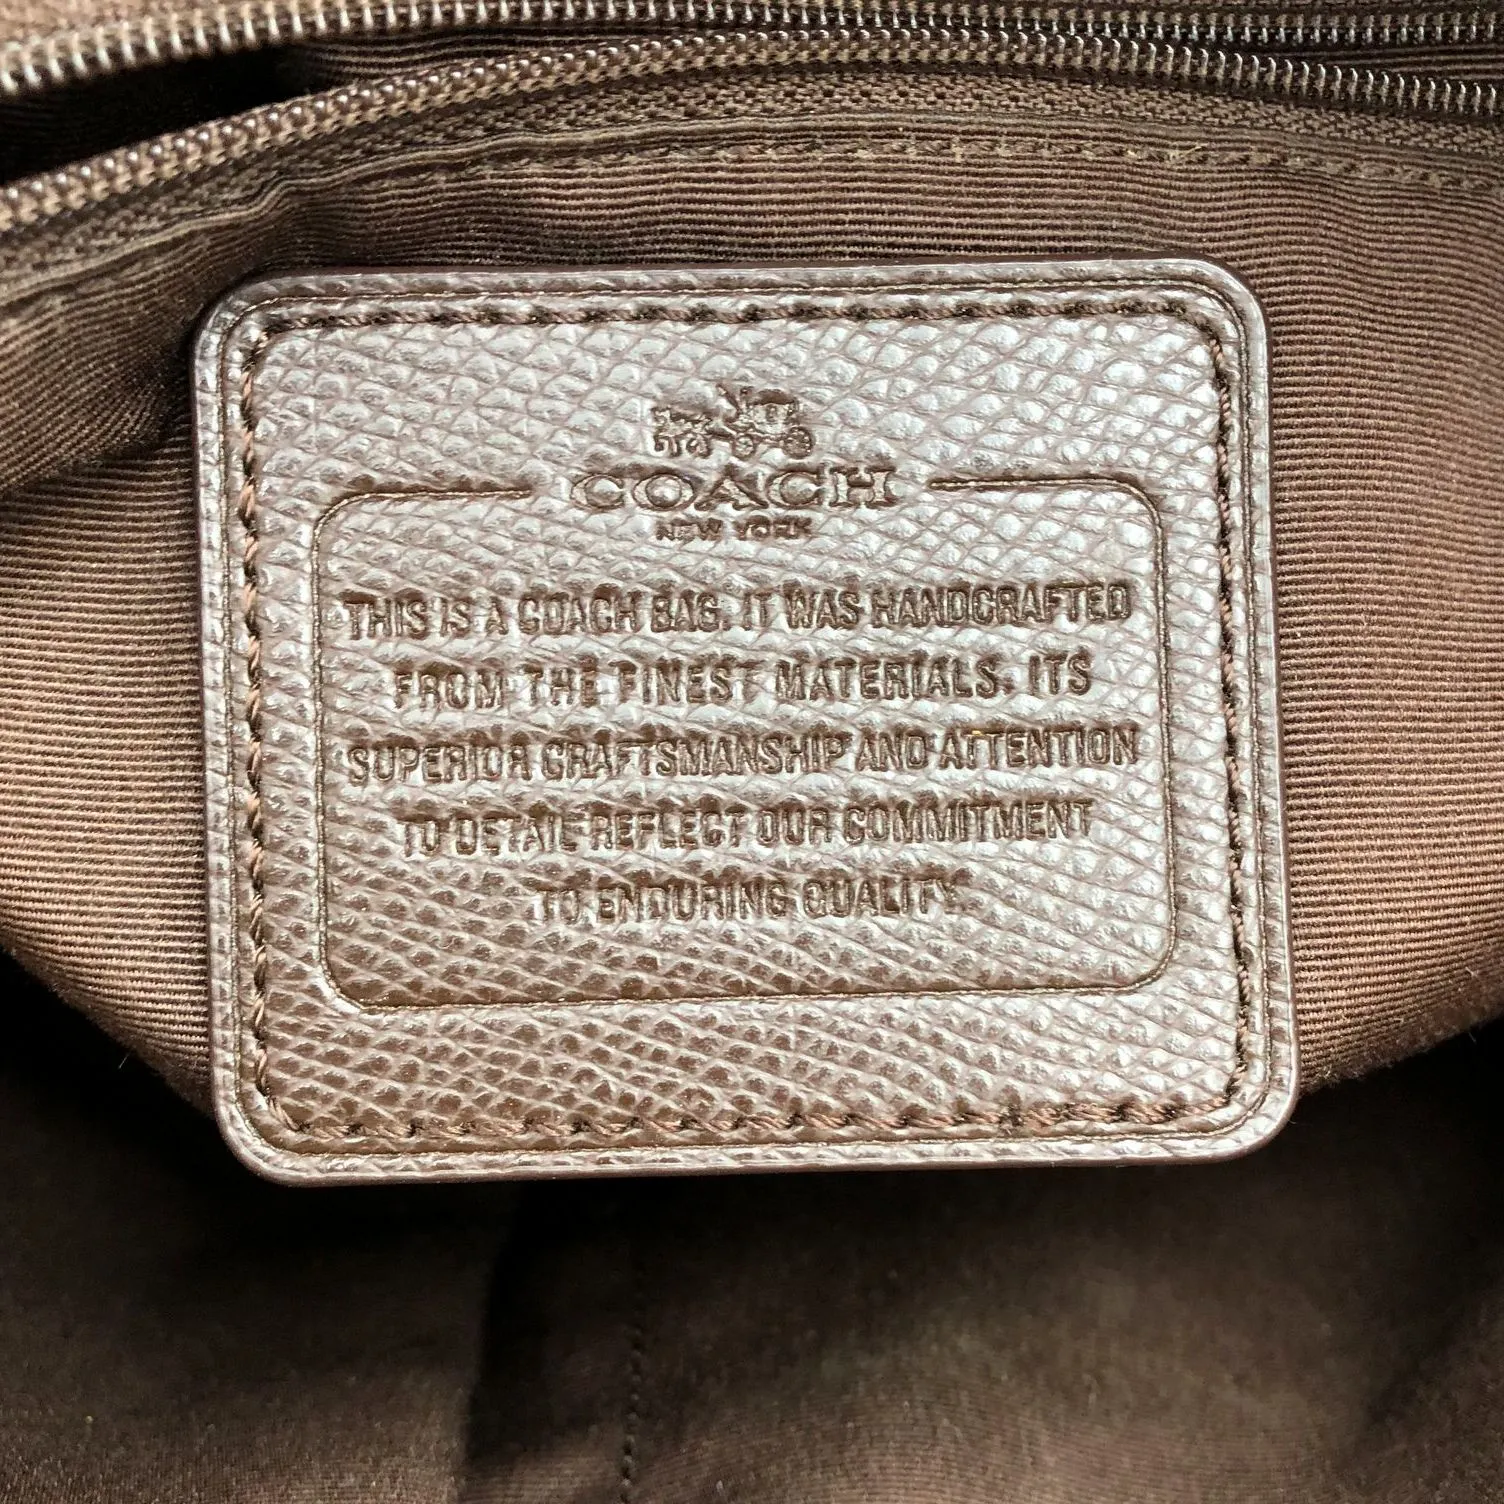 COACH
NEW YORK
THIS IS A COACH BAG. IT WAS HANDCRAFTED
FROM THE FINEST MATERIALS. ITS
SUPERIOR CRAFTSMANSHIP AND ATTENTION
TO DETAIL REFLECT OUR COMMITMENT
TO ENDURING QUALITY.